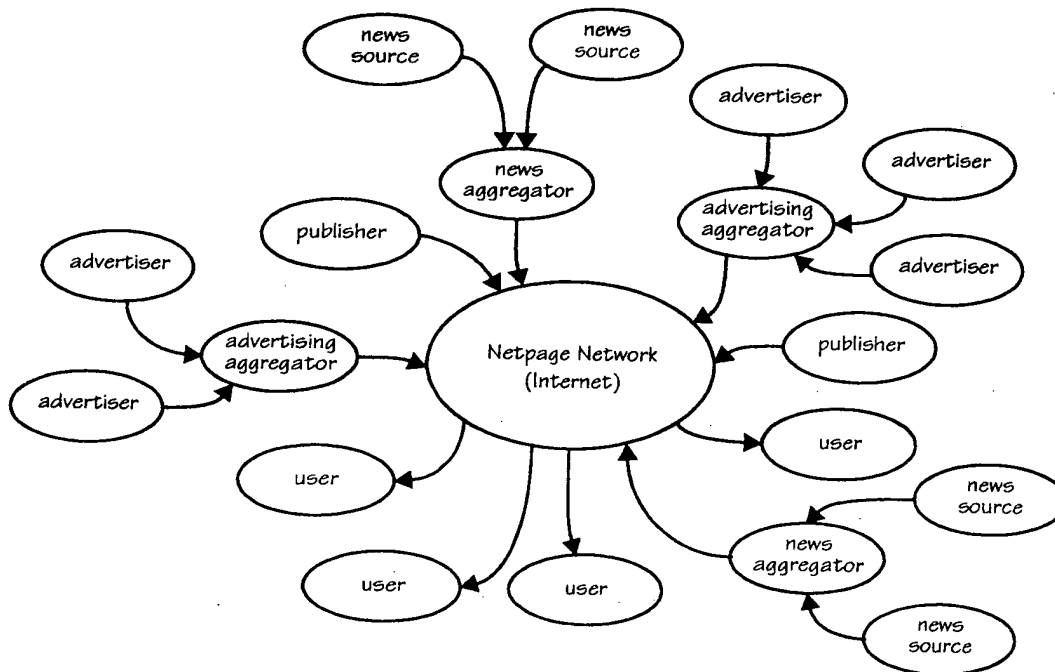 news
source
news
source
advertiser
advertiser
news
aggregator
advertising
aggregator
publisher
advertiser
advertiser
advertising
aggregator
Netpage Network
(Internet)
publisher
advertiser
user
user
news
source
news
aggregator
user
user
news
source